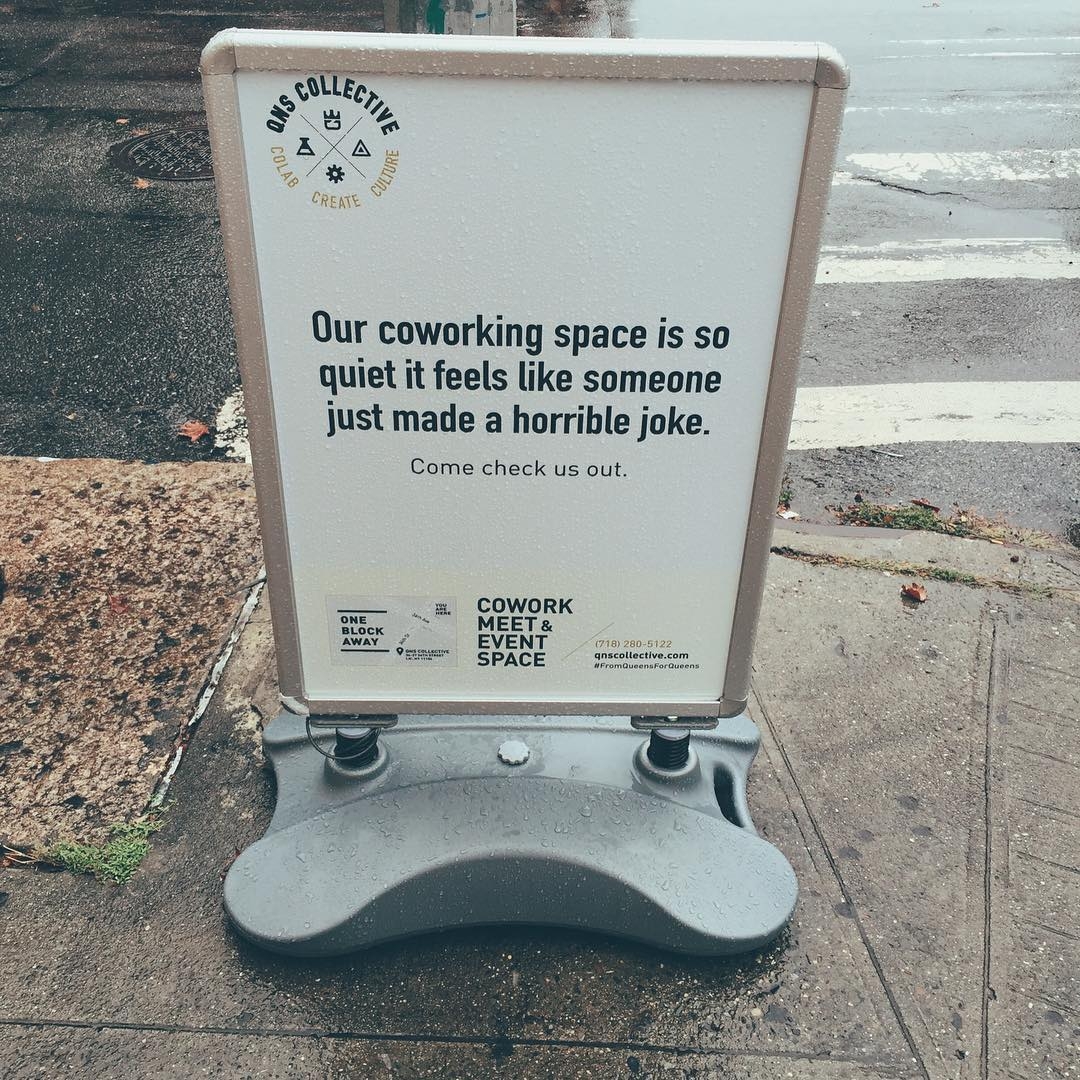 QNS COLLECTIVE
COLAB CREATE CULTURE
Our coworking space is so
quiet it feels like someone
just made a horrible joke.
Come check us out.
ONE
BLOCK
AWAY
YOU
ARE
HERE
QNS COLLECTIVE
COWORK
MEET &
EVENT
SPACE
(718) 280-5122
qnscollective.com
#FromQueensForQueens